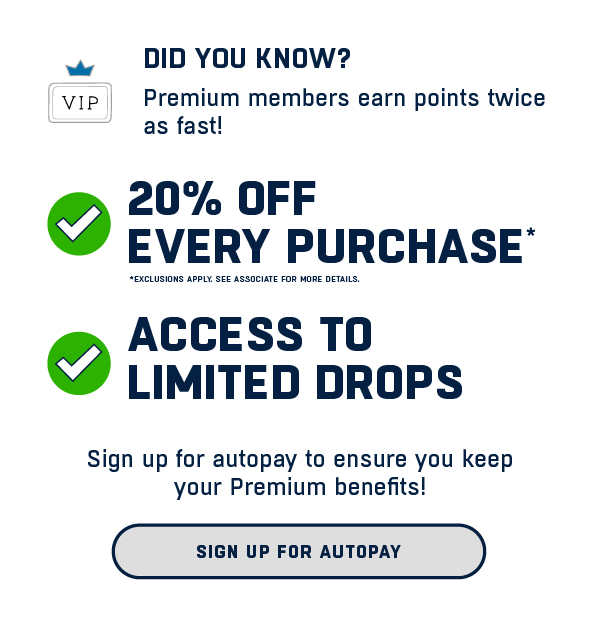 DID YOU KNOW?
VIP
Premium members earn points twice
as fast!
20% OFF
EVERY PURCHASE*
*EXCLUSIONS APPLY. SEE ASSOCIATE FOR MORE DETAILS.
ACCESS TO
LIMITED DROPS
Sign up for autopay to ensure you keep
your Premium benefits!
SIGN UP FOR AUTOPAY